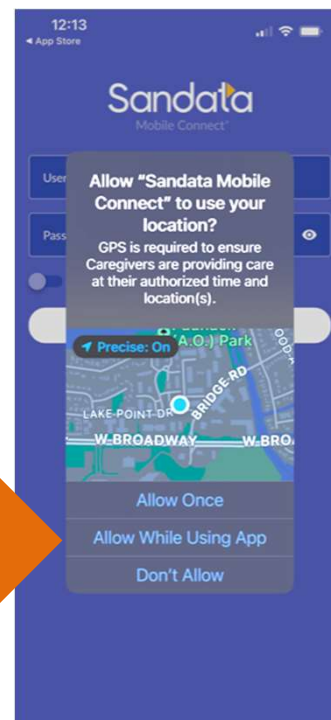 12:13
◀ App Store
Sandata
Mobile Connect
User
Pass
Allow "Sandata Mobile
Connect" to use your
location?
GPS is required to ensure
Caregivers are providing care
at their authorized time and
location(s).
Precise: On
(A.O.) Park
BRIDGE RD
LAKE-POINT-DR
W-BROADWAY
W-BRO
Allow Once
Allow While Using App
Don't Allow